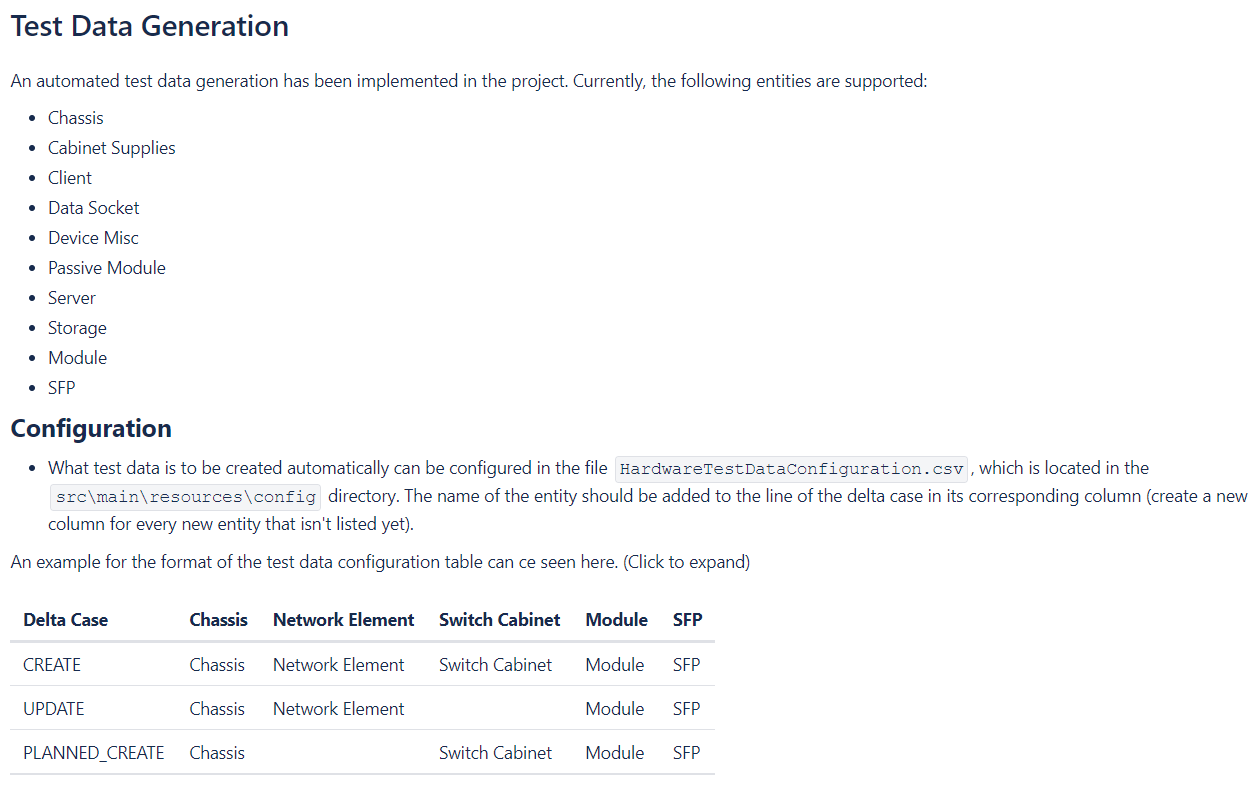 Test Data Generation
An automated test data generation has been implemented in the project. Currently, the following entities are supported:
• Chassis
• Cabinet Supplies
• Client
• Data Socket
• Device Misc
• Passive Module
• Server
• Storage
• Module
• SFP
Configuration
• What test data is to be created automatically can be configured in the file HardwareTestDataConfiguration.csv, which is located in the
src\main\resources\config directory. The name of the entity should be added to the line of the delta case in its corresponding column (create a new
column for every new entity that isn't listed yet).
An example for the format of the test data configuration table can ce seen here. (Click to expand)
Delta Case Chassis Network Element Switch Cabinet Module SFP
CREATE Chassis Network Element Switch Cabinet Module SFP
UPDATE Chassis Network Element Module SFP
PLANNED_CREATE Chassis Switch Cabinet Module SFP